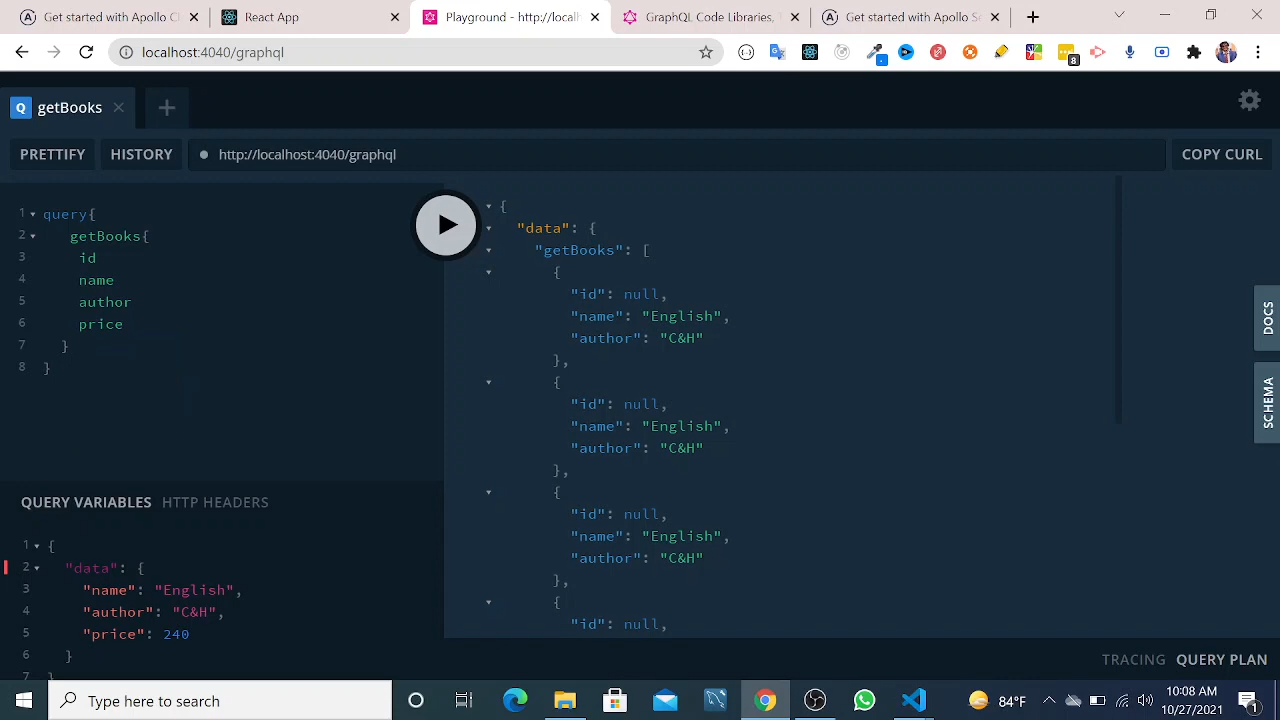 Get started with Apollo Cl
React App
Playground - http://localh
GraphQL Code Libraries, T
Get started with Apollo Se
localhost:4040/graphql
8
Q getBooks
PRETTIFY HISTORY http://localhost:4040/graphql COPY CURL
1 query{
2 getBooks{
3 id
4 name
5 author
6 price
7 }
8 }
{
"data": {
"getBooks": [
{
"id": null,
"name": "English",
"author": "C&H"
},
{
"id": null,
"name": "English",
"author": "C&H"
},
{
"id": null,
"name": "English",
"author": "C&H"
},
{
"id": null,
DOCS
SCHEMA
QUERY VARIABLES HTTP HEADERS
1 {
2 "data": {
3 "name": "English",
4 "author": "C&H",
5 "price": 240
6 }
7 }
TRACING QUERY PLAN
Type here to search
84°F
10:08 AM
10/27/2021
1